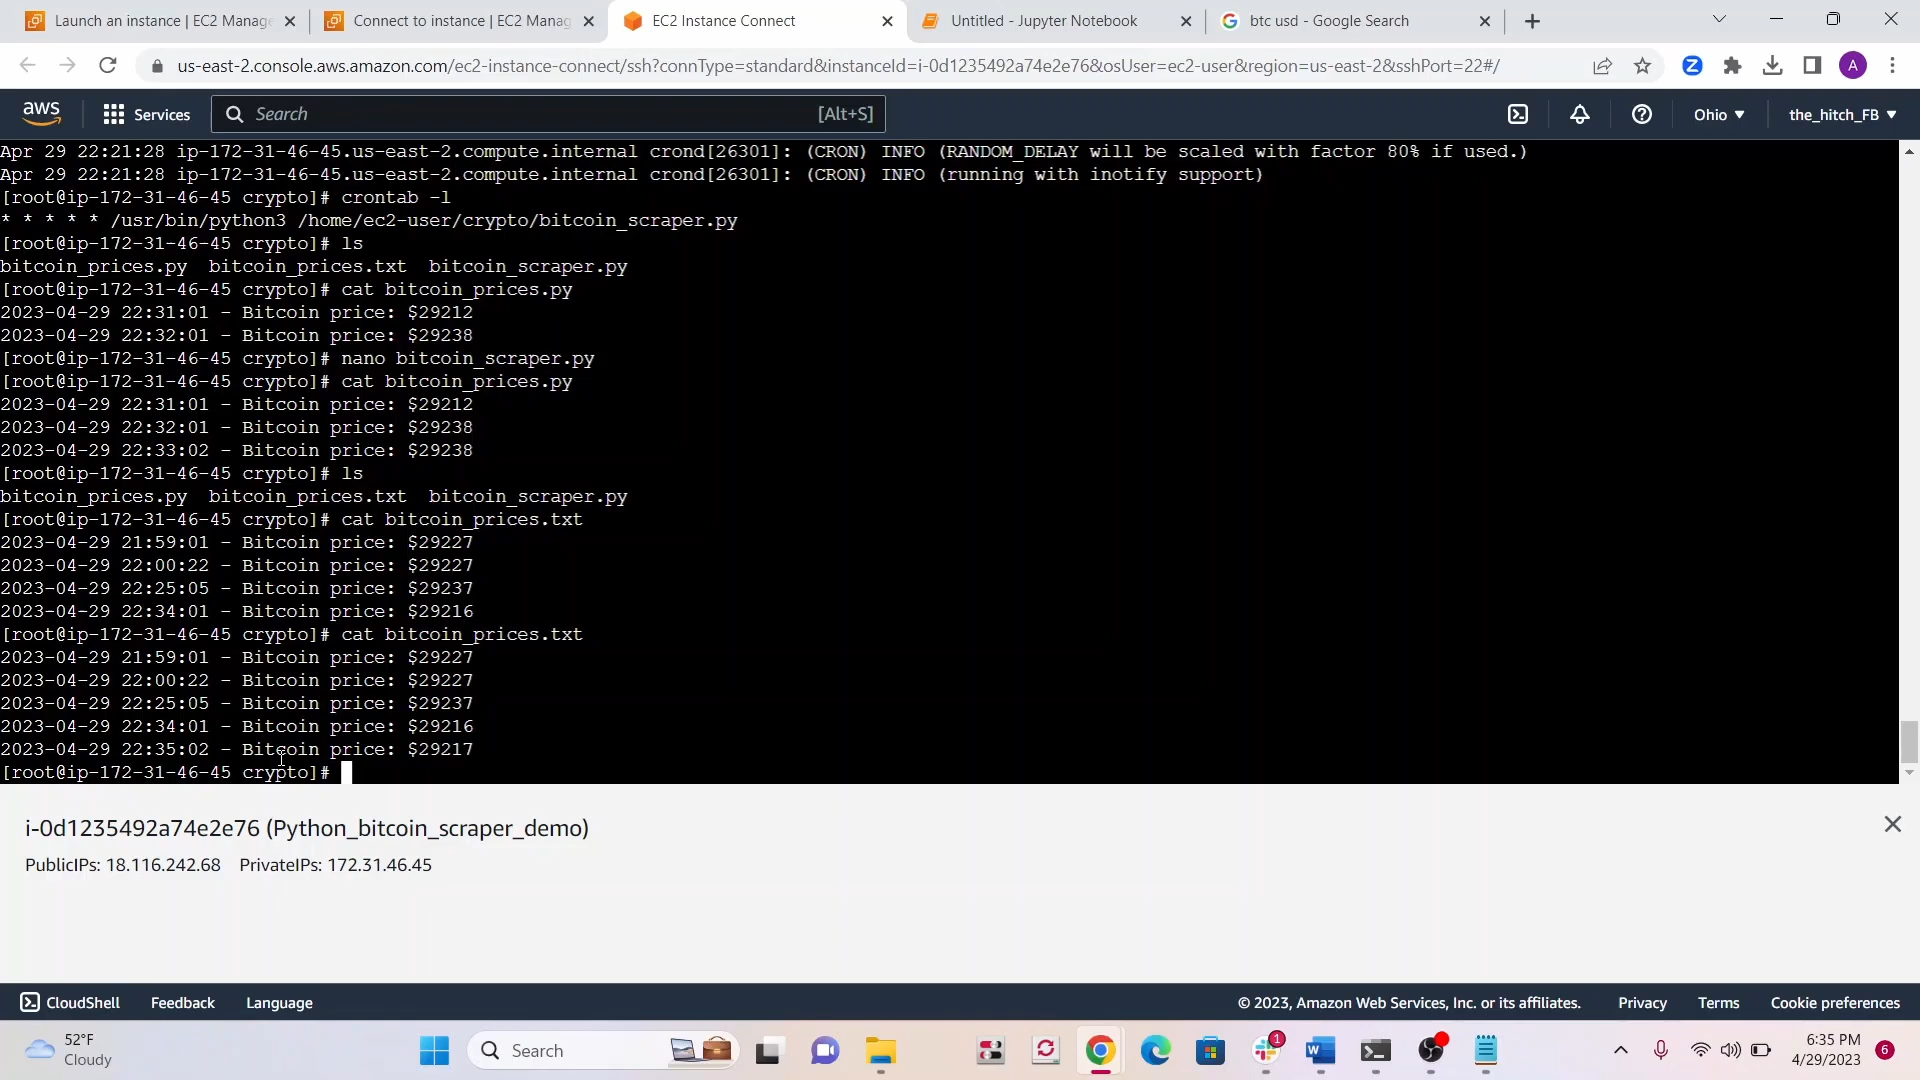 Launch an instance | EC2 Manage
Connect to instance | EC2 Manag
EC2 Instance Connect
Untitled - Jupyter Notebook
btc usd - Google Search
us-east-2.console.aws.amazon.com/ec2-instance-connect/ssh?connType=standard&instanceId=i-0d1235492a74e2e76&osUser=ec2-user&region=us-east-2&sshPort=22#/
Z
A
aws
Services
Search
[Alt+S]
Ohio
the_hitch_FB
Apr 29 22:21:28 ip-172-31-46-45.us-east-2.compute.internal crond[26301]: (CRON) INFO (RANDOM_DELAY will be scaled with factor 80% if used.)
Apr 29 22:21:28 ip-172-31-46-45.us-east-2.compute.internal crond[26301]: (CRON) INFO (running with inotify support)
[root@ip-172-31-46-45 crypto]# crontab -l
* * * * * /usr/bin/python3 /home/ec2-user/crypto/bitcoin_scraper.py
[root@ip-172-31-46-45 crypto]# ls
bitcoin_prices.py  bitcoin_prices.txt  bitcoin_scraper.py
[root@ip-172-31-46-45 crypto]# cat bitcoin_prices.py
2023-04-29 22:31:01 - Bitcoin price: $29212
2023-04-29 22:32:01 - Bitcoin price: $29238
[root@ip-172-31-46-45 crypto]# nano bitcoin_scraper.py
[root@ip-172-31-46-45 crypto]# cat bitcoin_prices.py
2023-04-29 22:31:01 - Bitcoin price: $29212
2023-04-29 22:32:01 - Bitcoin price: $29238
2023-04-29 22:33:02 - Bitcoin price: $29238
[root@ip-172-31-46-45 crypto]# ls
bitcoin_prices.py  bitcoin_prices.txt  bitcoin_scraper.py
[root@ip-172-31-46-45 crypto]# cat bitcoin_prices.txt
2023-04-29 21:59:01 - Bitcoin price: $29227
2023-04-29 22:00:22 - Bitcoin price: $29227
2023-04-29 22:25:05 - Bitcoin price: $29237
2023-04-29 22:34:01 - Bitcoin price: $29216
[root@ip-172-31-46-45 crypto]# cat bitcoin_prices.txt
2023-04-29 21:59:01 - Bitcoin price: $29227
2023-04-29 22:00:22 - Bitcoin price: $29227
2023-04-29 22:25:05 - Bitcoin price: $29237
2023-04-29 22:34:01 - Bitcoin price: $29216
2023-04-29 22:35:02 - Bitcoin price: $29217
[root@ip-172-31-46-45 crypto]#
i-0d1235492a74e2e76 (Python_bitcoin_scraper_demo)
PublicIPs: 18.116.242.68 PrivateIPs: 172.31.46.45
CloudShell
Feedback
Language
© 2023, Amazon Web Services, Inc. or its affiliates.
Privacy
Terms
Cookie preferences
52°F
Cloudy
Search
1
W
6:35 PM
4/29/2023
6